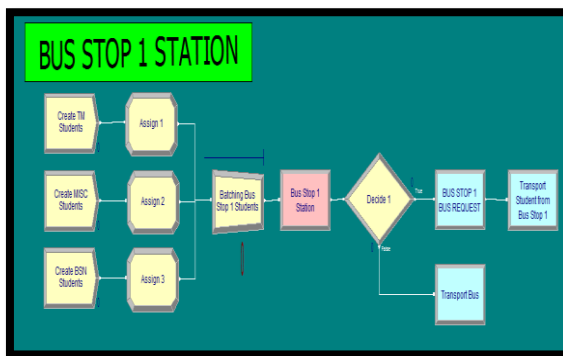 BUS STOP 1 STATION
Create TM
Students
Assign 1
Create MISC
Students
Assign 2
Create BSN
Students
Assign 3
Batching Bus
Stop 1 Students
Bus Stop 1
Station
Decide 1
True
False
BUS STOP 1
BUS REQUEST
Transport
Student from
Bus Stop 1
Transport Bus